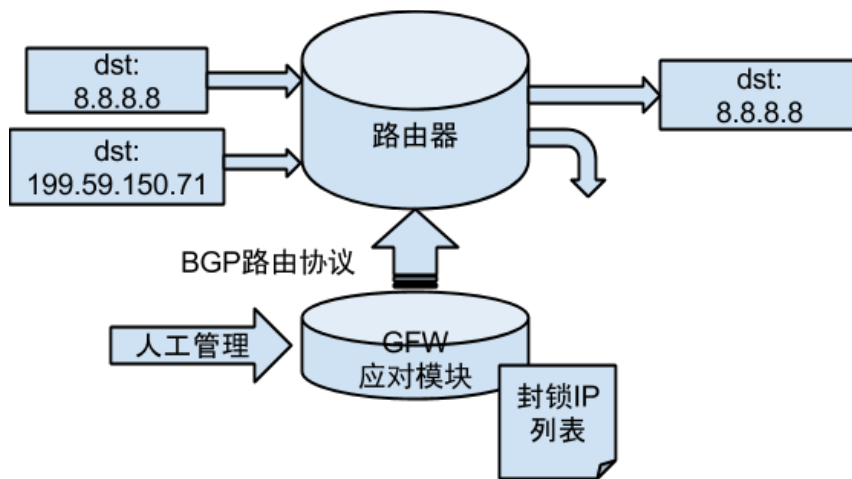 dst:
8.8.8.8
dst:
199.59.150.71
路由器
dst:
8.8.8.8
BGP路由协议
人工管理
GFW
应对模块
封锁IP
列表